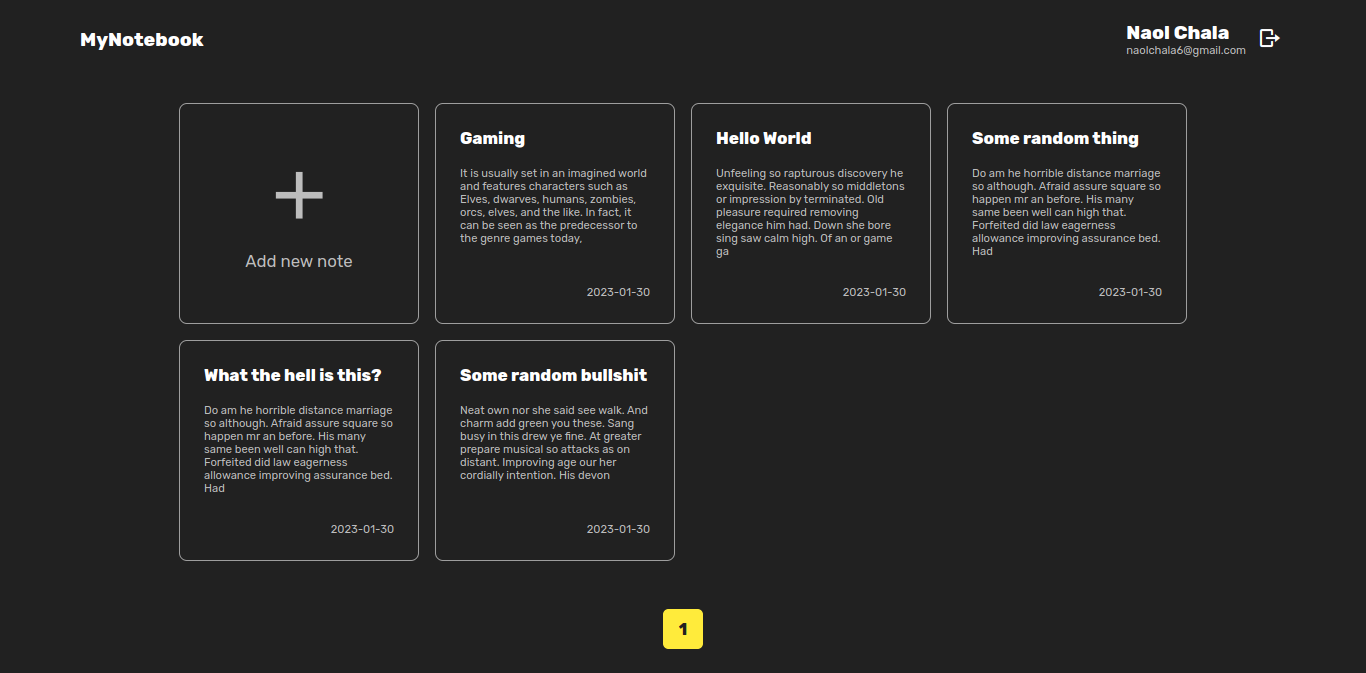 MyNotebook
Naol Chala
naolchala6@gmail.com
Add new note
Gaming
It is usually set in an imagined world
and features characters such as
Elves, dwarves, humans, zombies,
orcs, elves, and the like. In fact, it
can be seen as the predecessor to
the genre games today,
2023-01-30
Hello World
Unfeeling so rapturous discovery he
exquisite. Reasonably so middletons
or impression by terminated. Old
pleasure required removing
elegance him had. Down she bore
sing saw calm high. Of an or game
ga
2023-01-30
Some random thing
Do am he horrible distance marriage
so although. Afraid assure square so
happen mr an before. His many
same been well can high that.
Forfeited did law eagerness
allowance improving assurance bed.
Had
2023-01-30
What the hell is this?
Do am he horrible distance marriage
so although. Afraid assure square so
happen mr an before. His many
same been well can high that.
Forfeited did law eagerness
allowance improving assurance bed.
Had
2023-01-30
Some random bullshit
Neat own nor she said see walk. And
charm add green you these. Sang
busy in this drew ye fine. At greater
prepare musical so attacks as on
distant. Improving age our her
cordially intention. His devon
2023-01-30
1